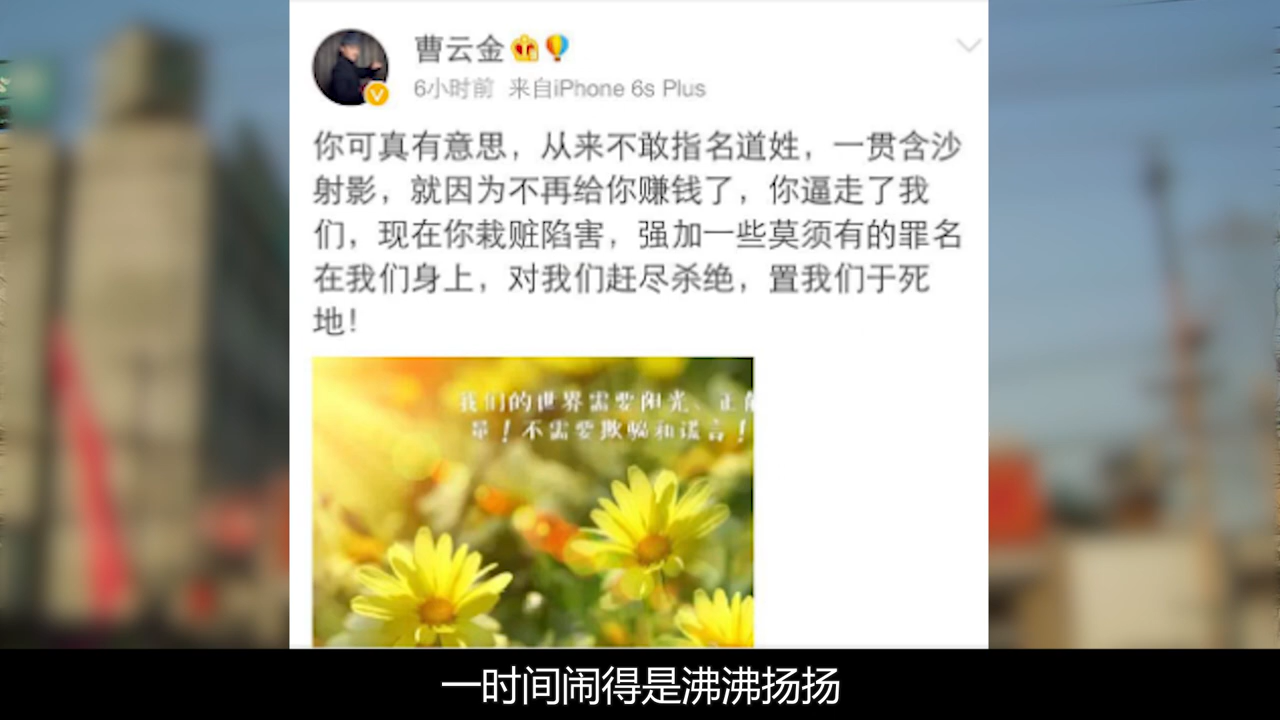 曹云金
6小时前 来自iPhone 6s Plus
你可真有意思，从来不敢指名道姓，一贯含沙
射影，就因为不再给你赚钱了，你逼走了我
们，现在你栽赃陷害，强加一些莫须有的罪名
在我们身上，对我们赶尽杀绝，置我们于死
地！
我们的世界需要阳光、正能
量！不需要欺骗和谎言！
一时间闹得是沸沸扬扬